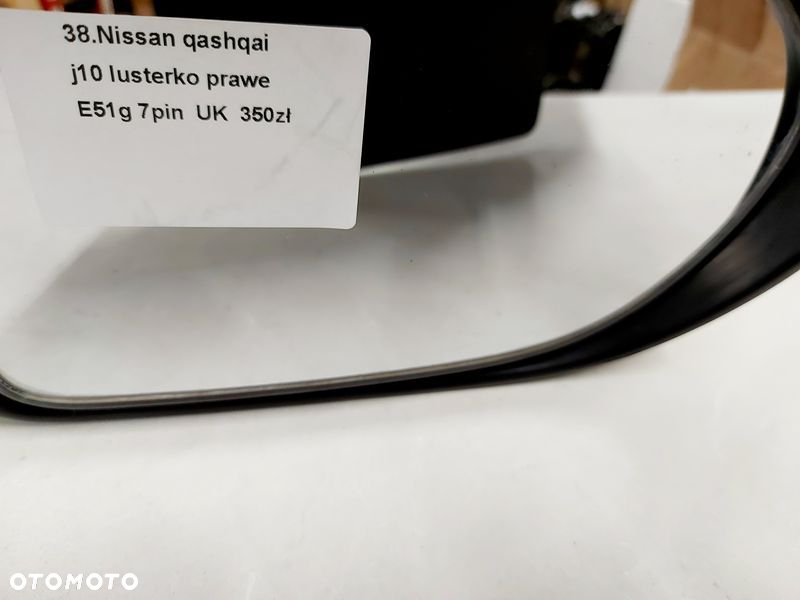 38.Nissan qashqai
j10 lusterko prawe
E51g 7pin UK 350zł
OTOMOTO